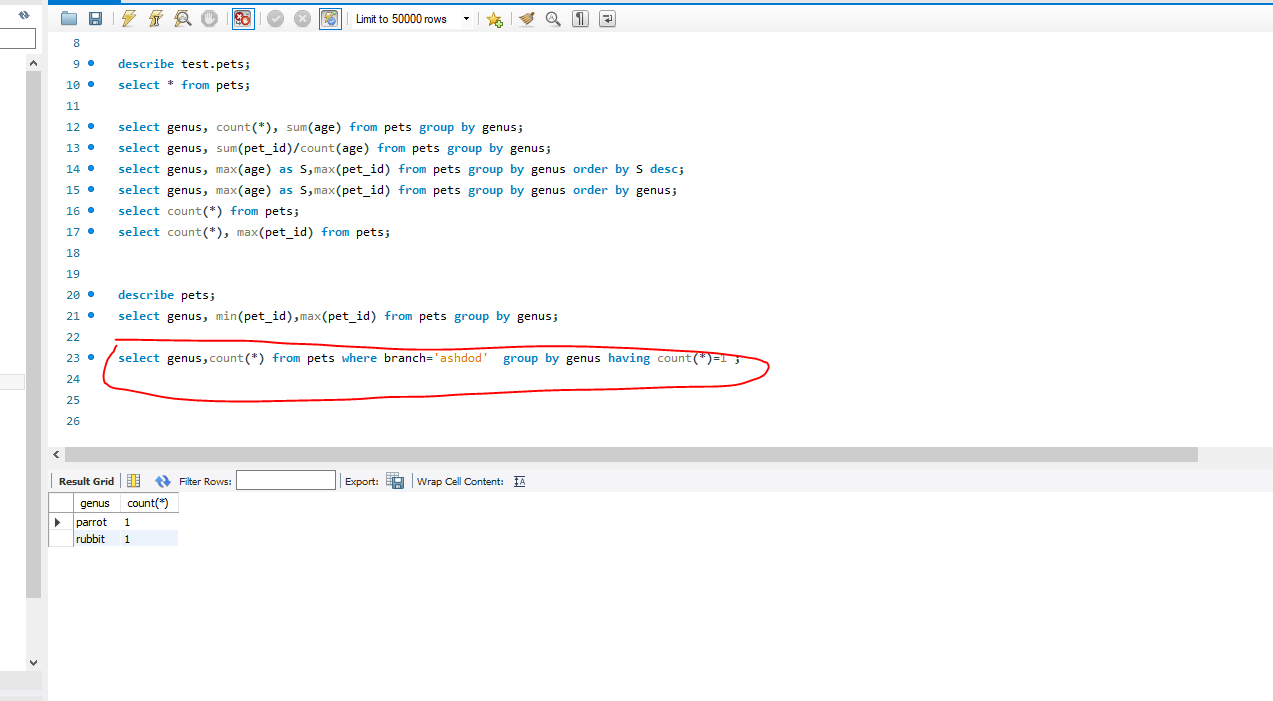 Limit to 50000 rows
8
9 describe test.pets;
10 select * from pets;
11
12 select genus, count(*), sum(age) from pets group by genus;
13 select genus, sum(pet_id)/count(age) from pets group by genus;
14 select genus, max(age) as S,max(pet_id) from pets group by genus order by S desc;
15 select genus, max(age) as S,max(pet_id) from pets group by genus order by genus;
16 select count(*) from pets;
17 select count(*), max(pet_id) from pets;
18
19
20 describe pets;
21 select genus, min(pet_id),max(pet_id) from pets group by genus;
22
23 select genus,count(*) from pets where branch='ashdod'  group by genus having count(*)=1 ;
24
25
26
Result Grid Filter Rows: Export: Wrap Cell Content: IA
genus count(*)
parrot 1
rubbit 1